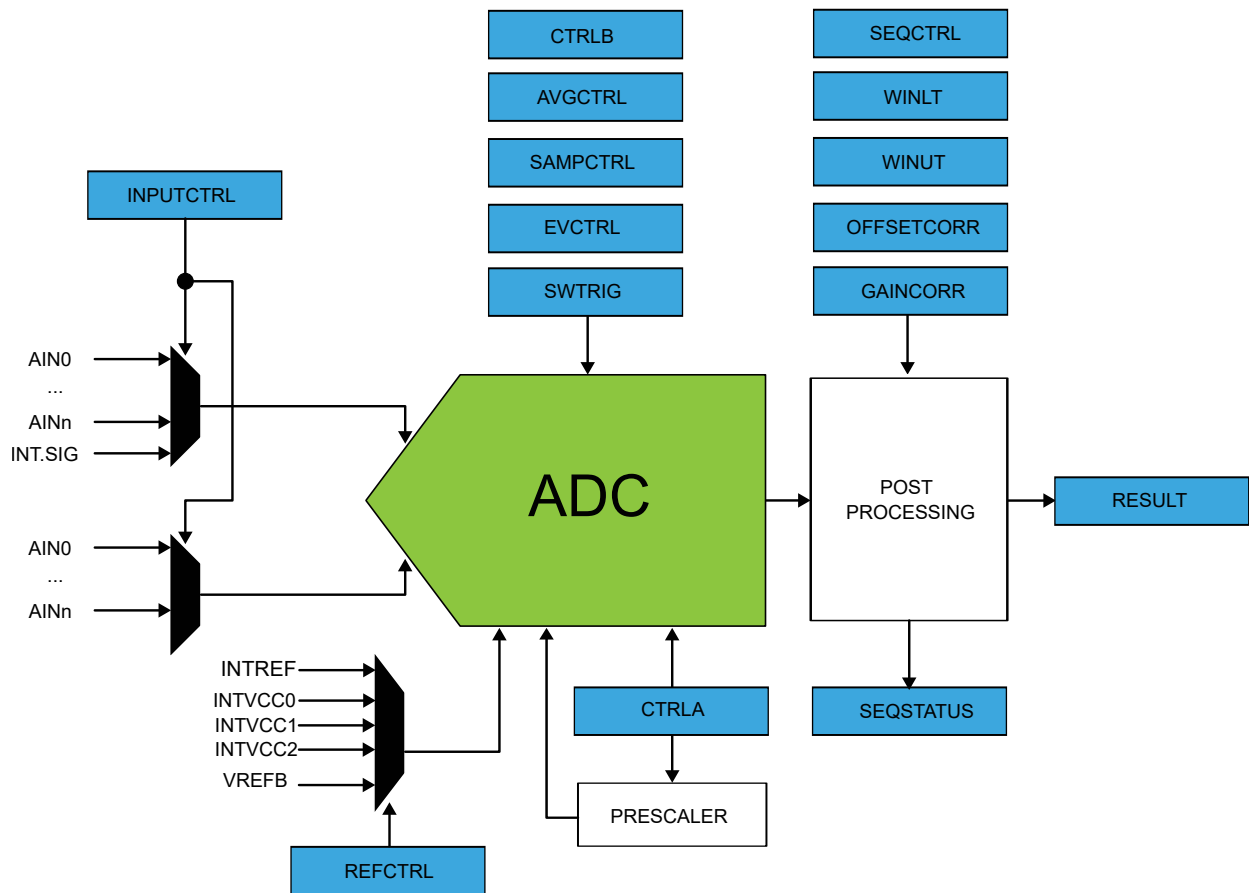 CTRLB
SEQCTRL
AVGCTRL
WINLT
SAMPCTRL
WINUT
INPUTCTRL
EVCTRL
OFFSETCORR
SWTRIG
GAINCORR
AIN0
...
AINn
INT.SIG
ADC
POST
PROCESSING
RESULT
AIN0
...
AINn
INTREF
INTVCC0
INTVCC1
INTVCC2
VREFB
CTRLA
SEQSTATUS
PRESCALER
REFCTRL